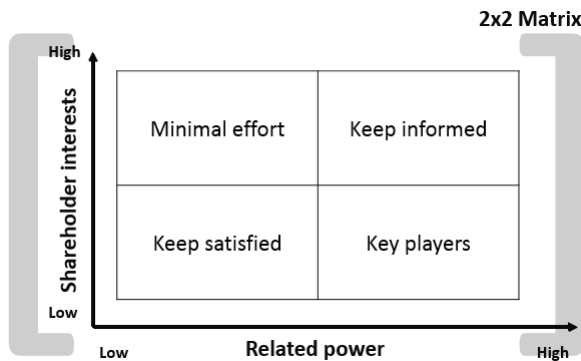 2x2 Matrix
High
Shareholder interests
Minimal effort
Keep informed
Keep satisfied
Key players
Low
Low
Related power
High